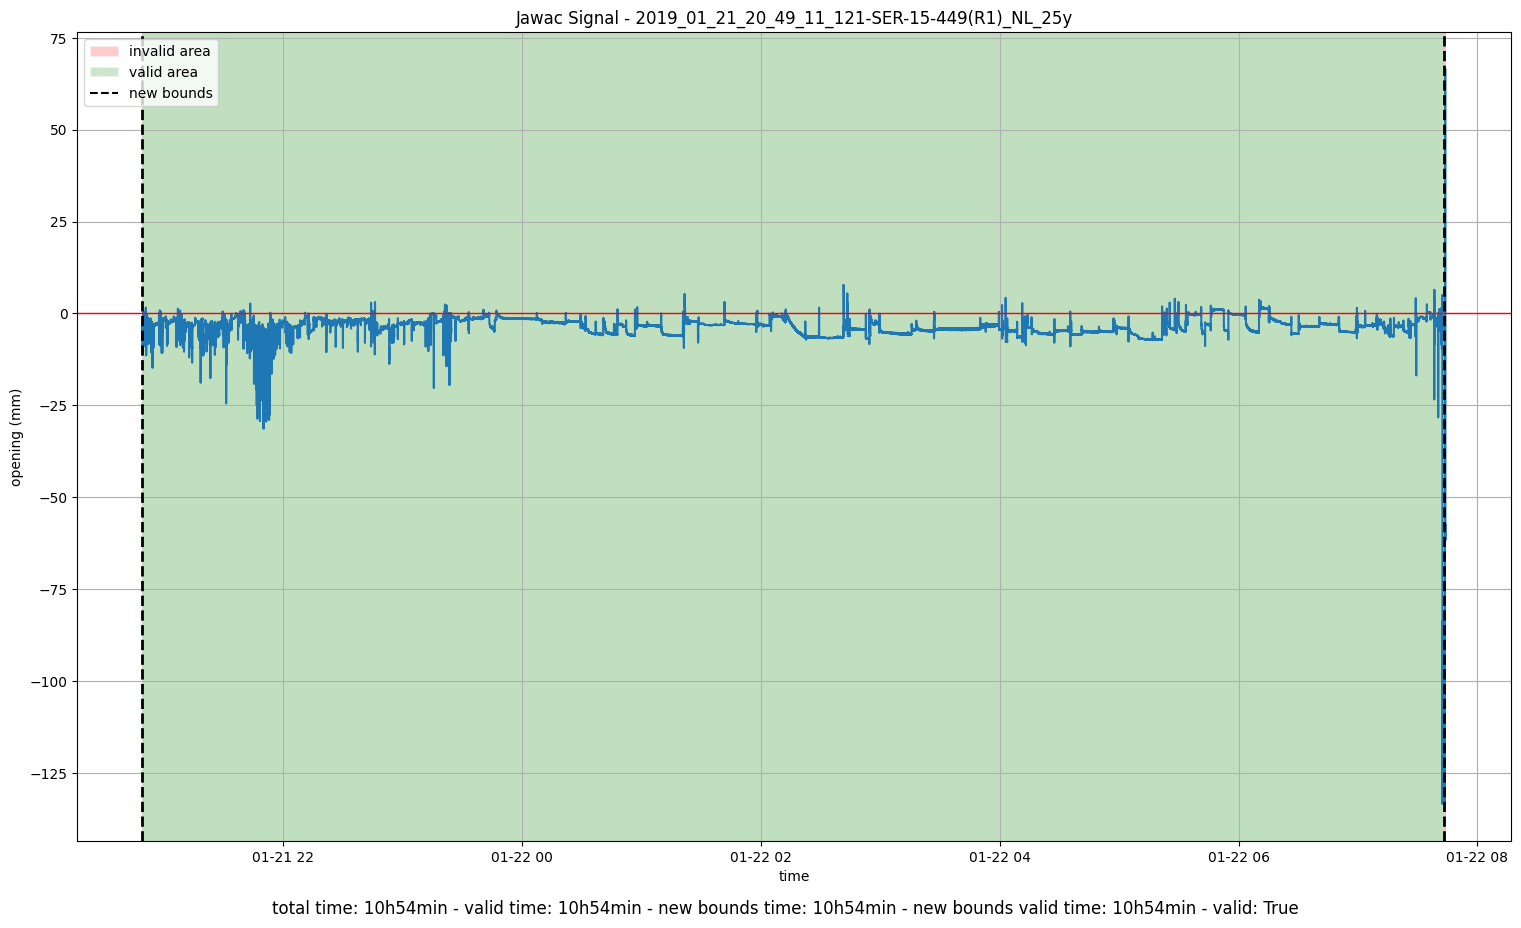 Jawac Signal - 2019_01_21_20_49_11_121-SER-15-449(R1)_NL_25y
invalid area
valid area
new bounds
75
50
25
0
−25
−50
−75
−100
−125
opening (mm)
01-21 22
01-22 00
01-22 02
01-22 04
01-22 06
01-22 08
time
total time: 10h54min - valid time: 10h54min - new bounds time: 10h54min - new bounds valid time: 10h54min - valid: True